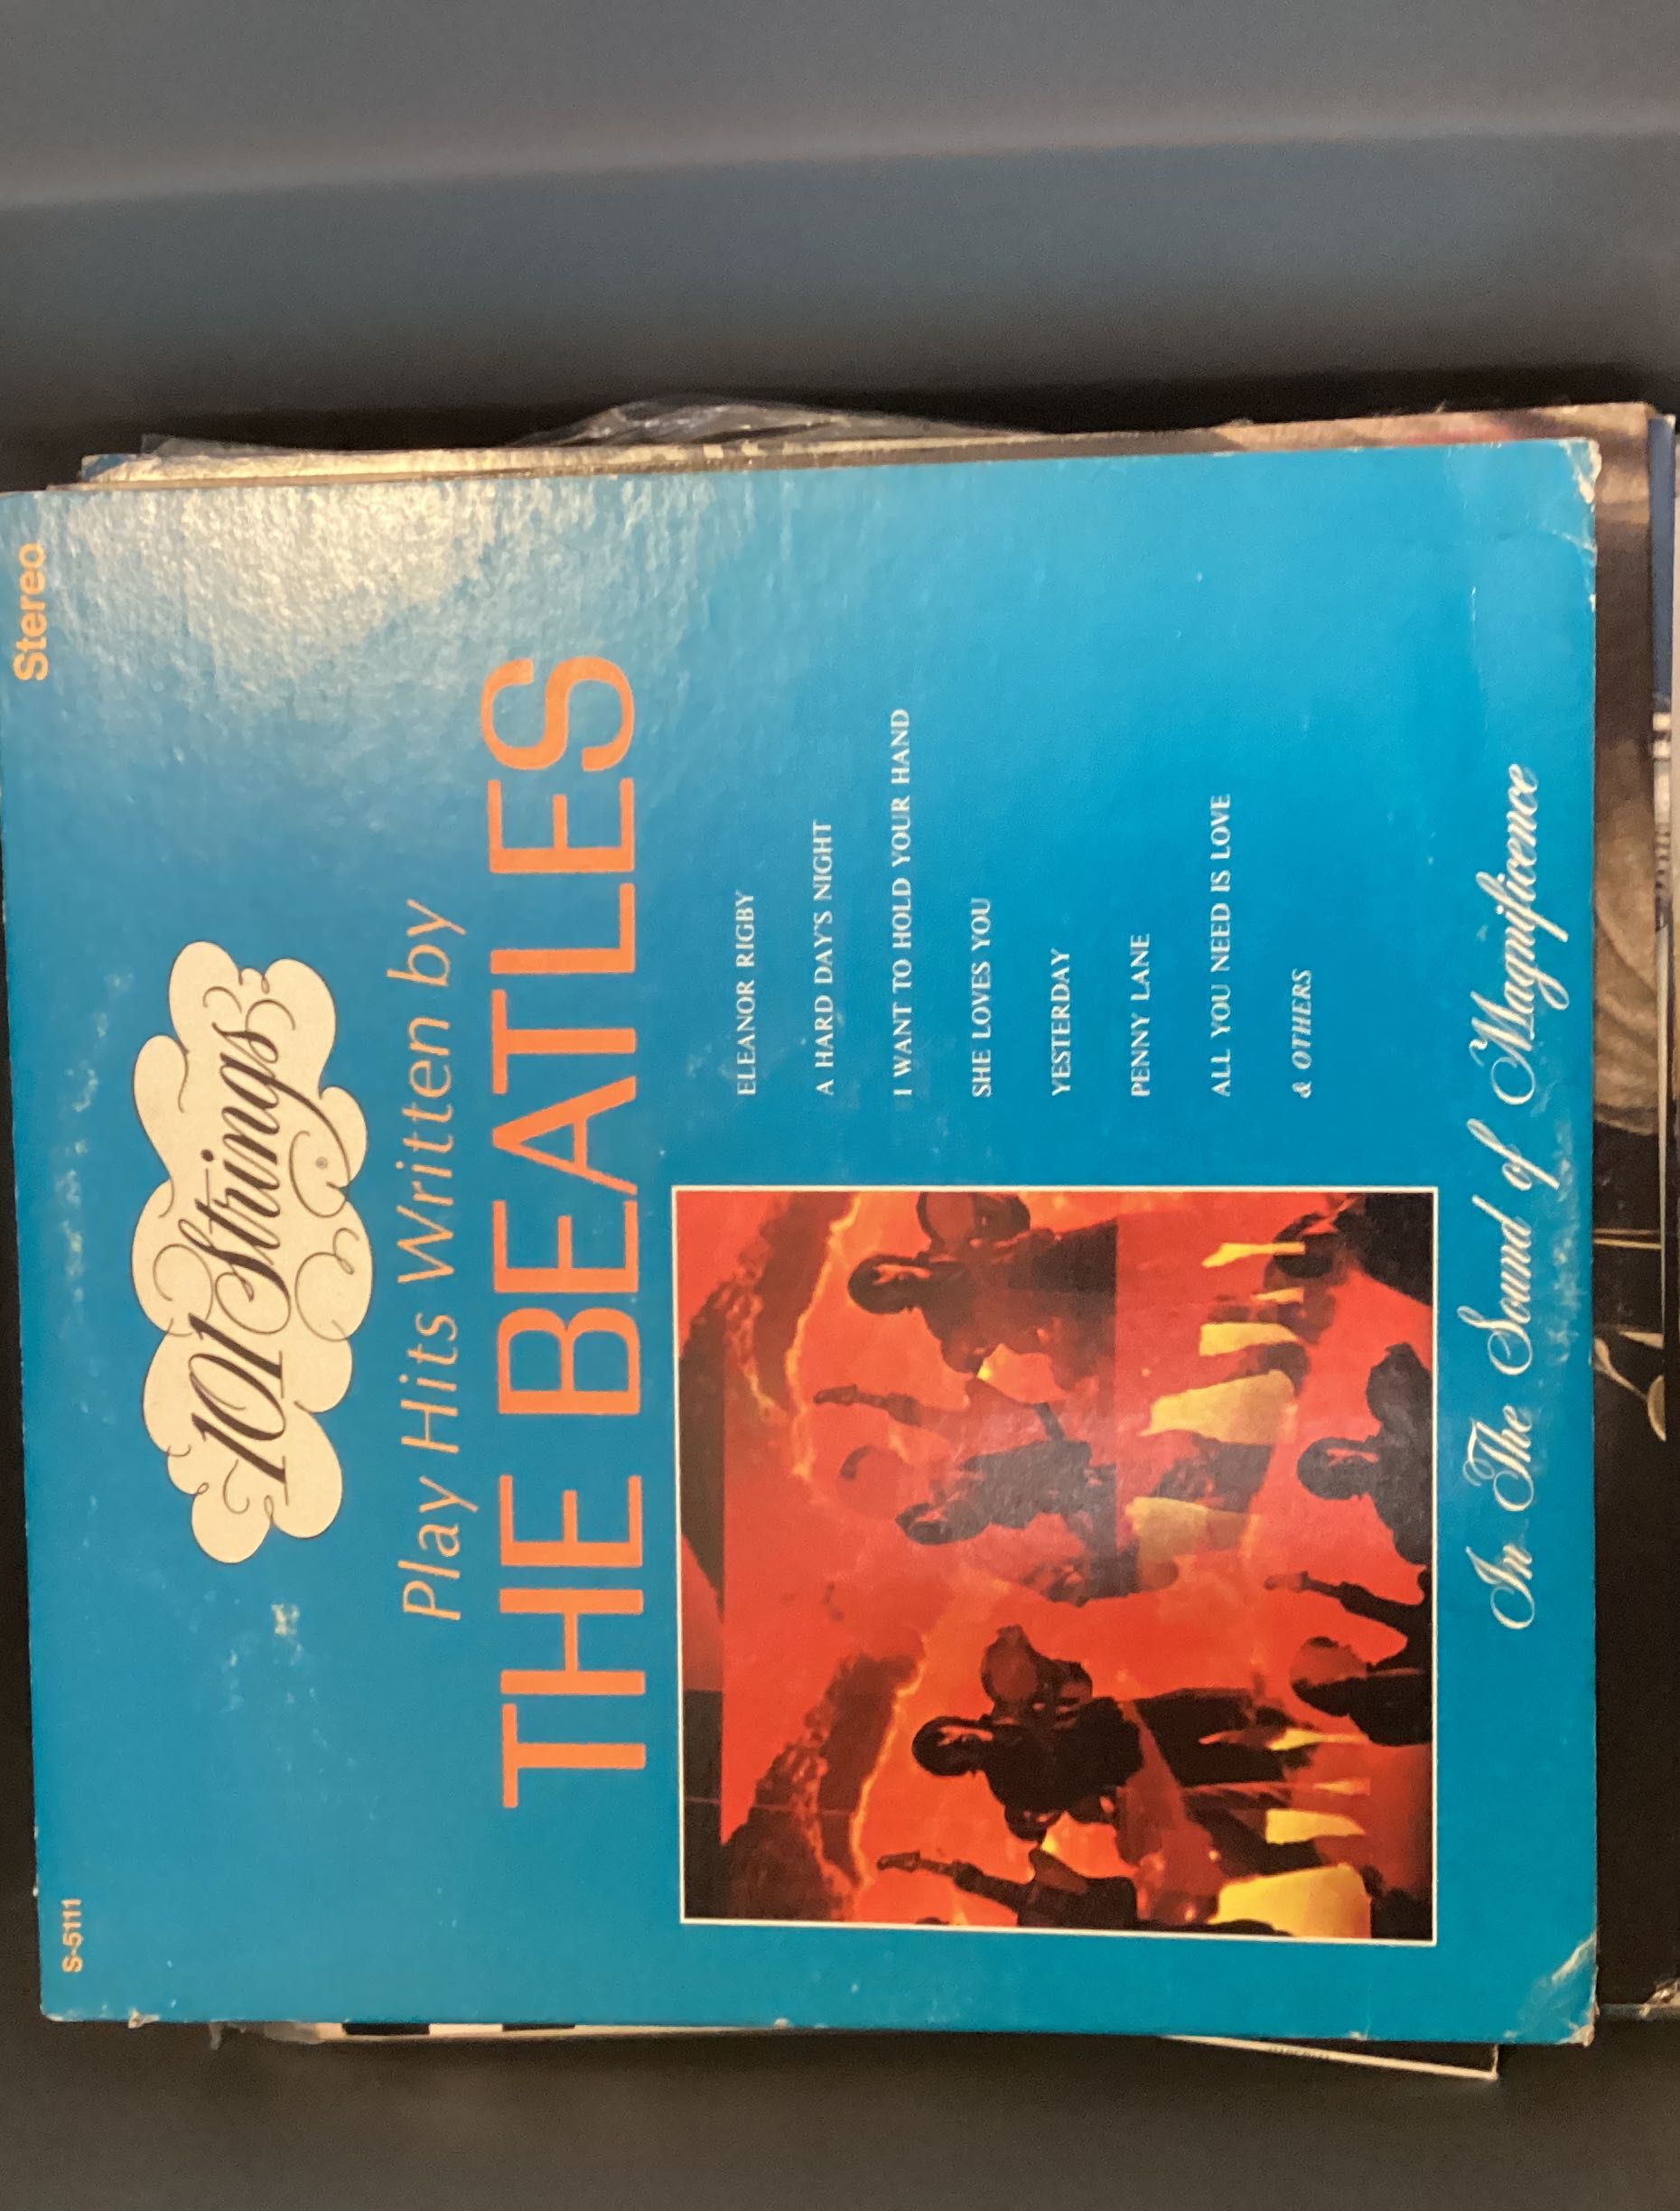 S-5111
Stereo
101 Strings
Play Hits Written by
THE BEATLES
ELEANOR RIGBY
A HARD DAY'S NIGHT
I WANT TO HOLD YOUR HAND
SHE LOVES YOU
YESTERDAY
PENNY LANE
ALL YOU NEED IS LOVE
& OTHERS
In The Sound of Magnificence